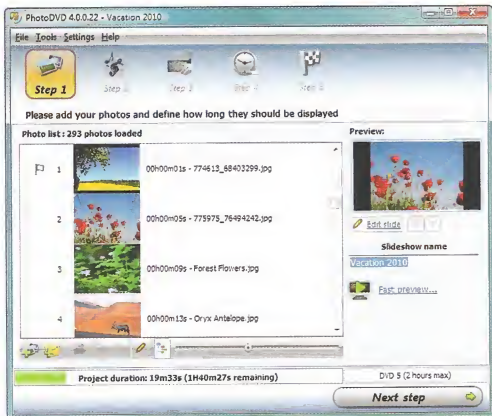 PhotoDVD 4.0.0.22 - Vacation 2010
File Tools Settings Help
Step 1 Step 2 Step 3 Step 4 Step 5
Please add your photos and define how long they should be displayed
Photo list : 293 photos loaded
Preview:
1 00h00m01s - 774613_68403299.jpg
2 00h00m05s - 775975_76494242.jpg
3 00h00m09s - Forest Flowers.jpg
4 00h00m13s - Oryx Antelope.jpg
Edit slide
Slideshow name
Vacation 2010
Fast preview...
Project duration: 19m33s (1H40m27s remaining)
DVD 5 (2 hours max)
Next step